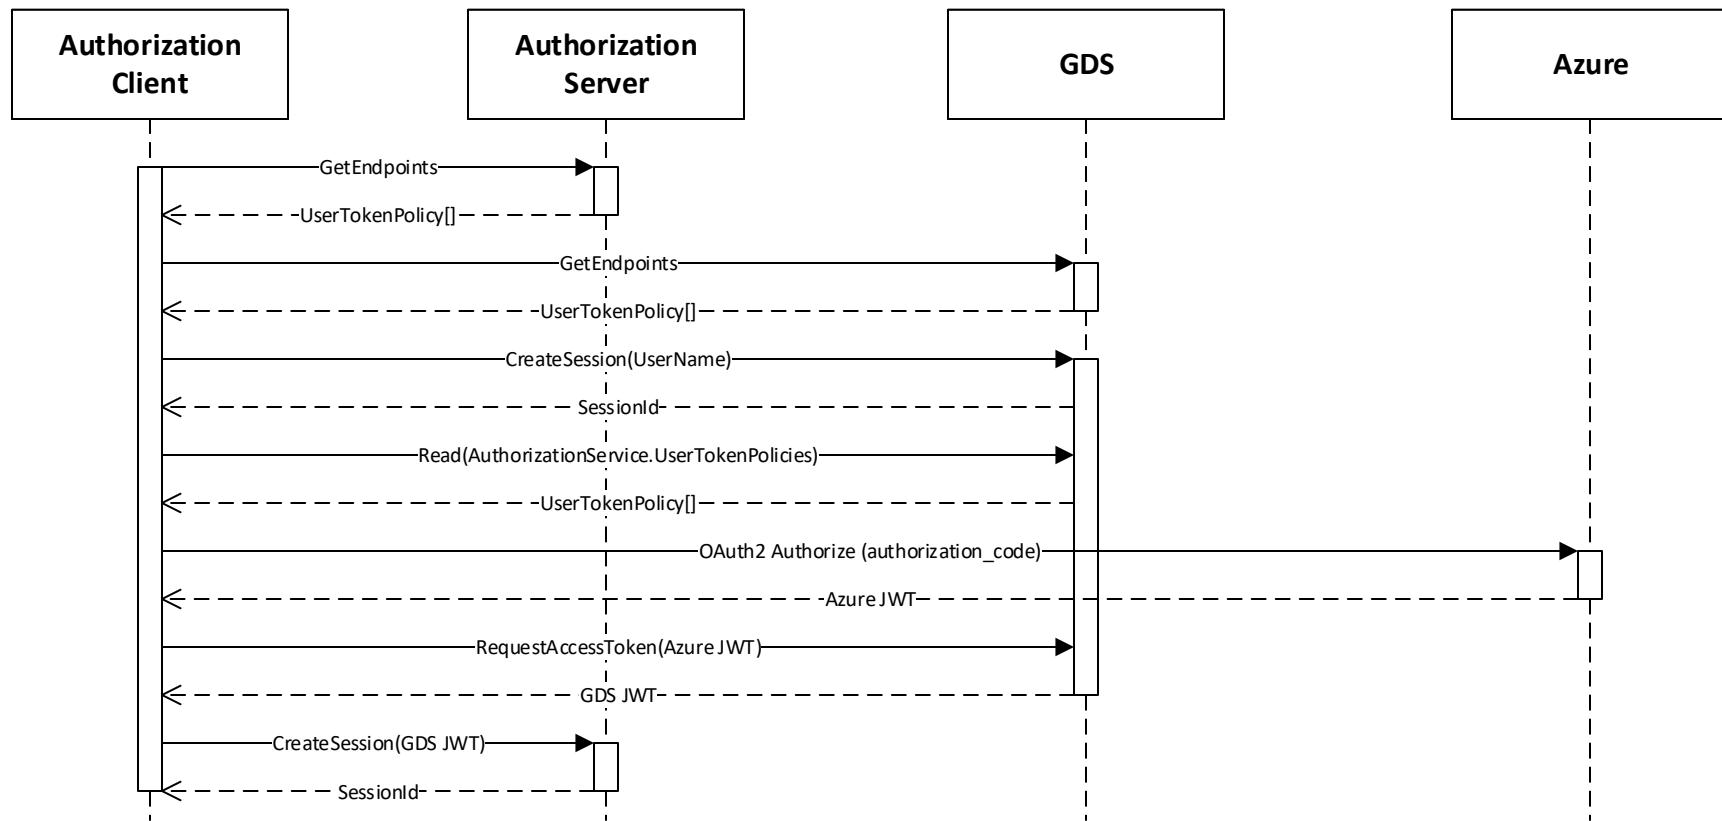 Authorization
Client
Authorization
Server
GDS
Azure
GetEndpoints
UserTokenPolicy[]
GetEndpoints
UserTokenPolicy[]
CreateSession(UserName)
SessionId
Read(AuthorizationService.UserTokenPolicies)
UserTokenPolicy[]
OAuth2 Authorize (authorization_code)
Azure JWT
RequestAccessToken(Azure JWT)
GDS JWT
CreateSession(GDS JWT)
SessionId